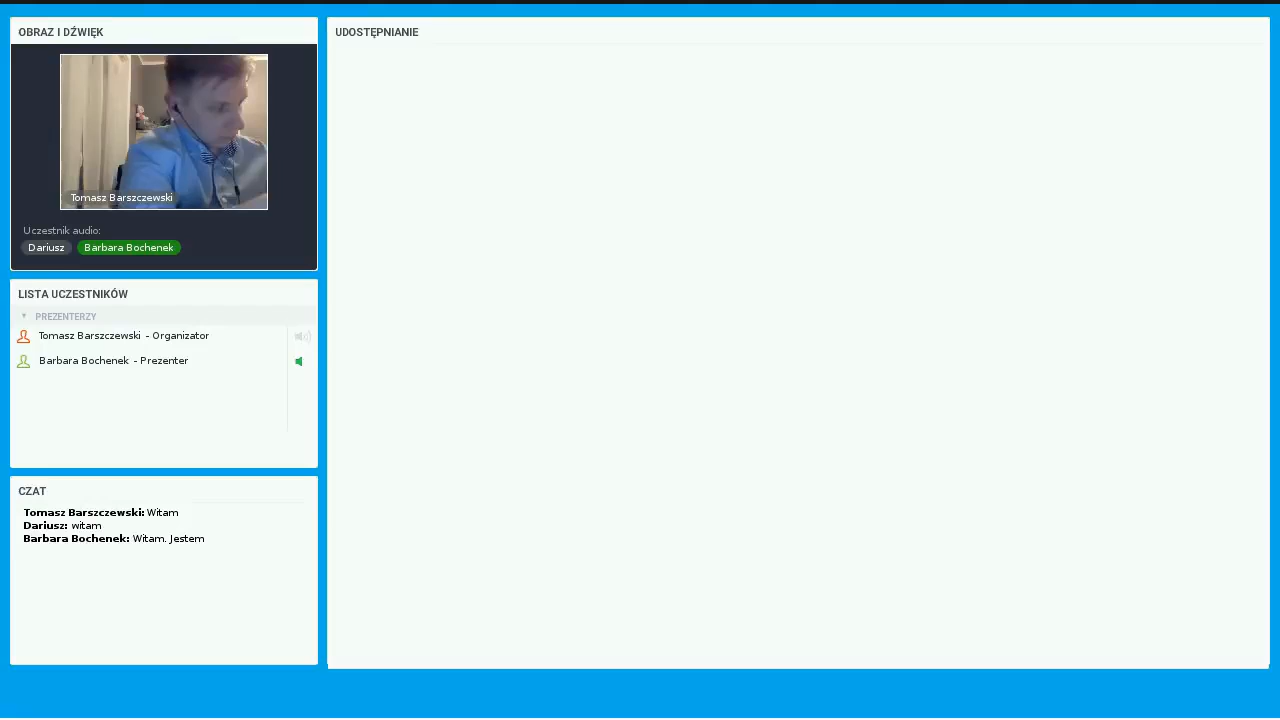 OBRAZ I DŹWIĘK
Tomasz Barszczewski
Uczestnik audio:
Dariusz Barbara Bochenek
LISTA UCZESTNIKÓW
PREZENTERZY
Tomasz Barszczewski - Organizator
Barbara Bochenek - Prezenter
CZAT
Tomasz Barszczewski: Witam
Dariusz: witam
Barbara Bochenek: Witam. Jestem
UDOSTĘPNIANIE